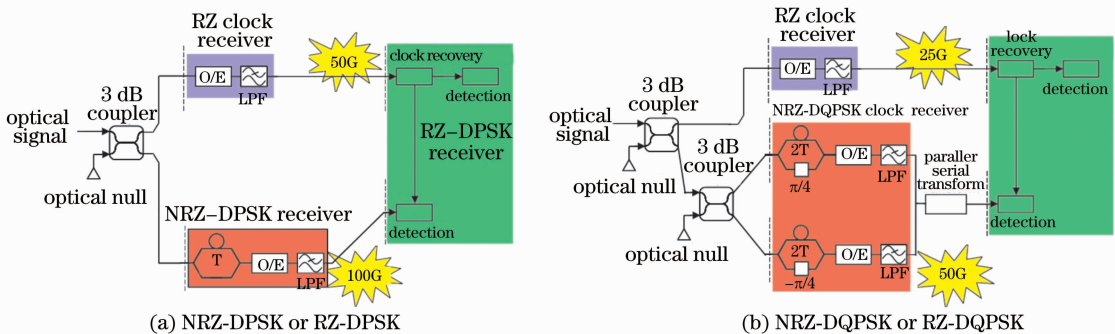 RZ clock
receiver
O/E
LPF
50G
clock recovery
detection
3 dB
coupler
optical
signal
optical null
RZ-DPSK
receiver
NRZ-DPSK receiver
T
O/E
LPF
100G
detection
(a) NRZ-DPSK or RZ-DPSK
RZ clock
receiver
O/E
LPF
25G
lock
recovery
detection
3 dB
coupler
optical
signal
optical null
3 dB
coupler
optical null
NRZ-DQPSK clock receiver
2T
π/4
O/E
LPF
2T
-π/4
O/E
LPF
paraller
serial
transform
detection
50G
(b) NRZ-DQPSK or RZ-DQPSK